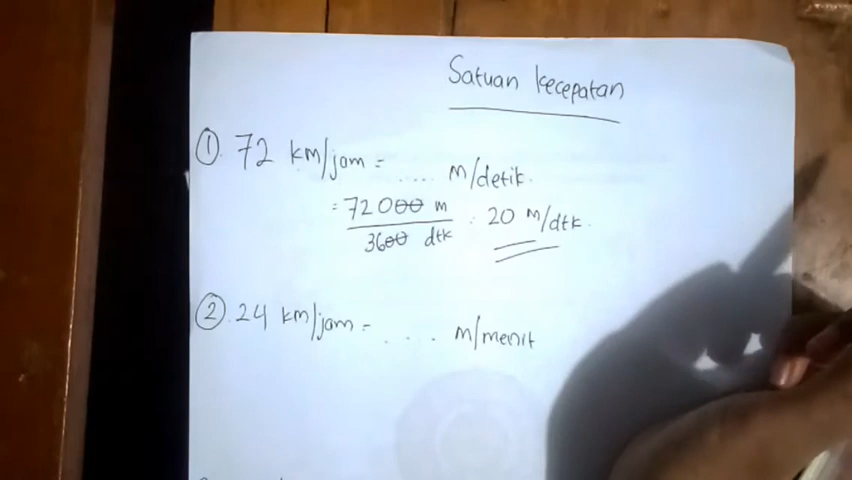 Satuan kecepatan
① 72 km/jam = .... m/detik.
= 72000 m
3600 dtk
= 20 m/dtk.
② 24 km/jam = .... m/menit